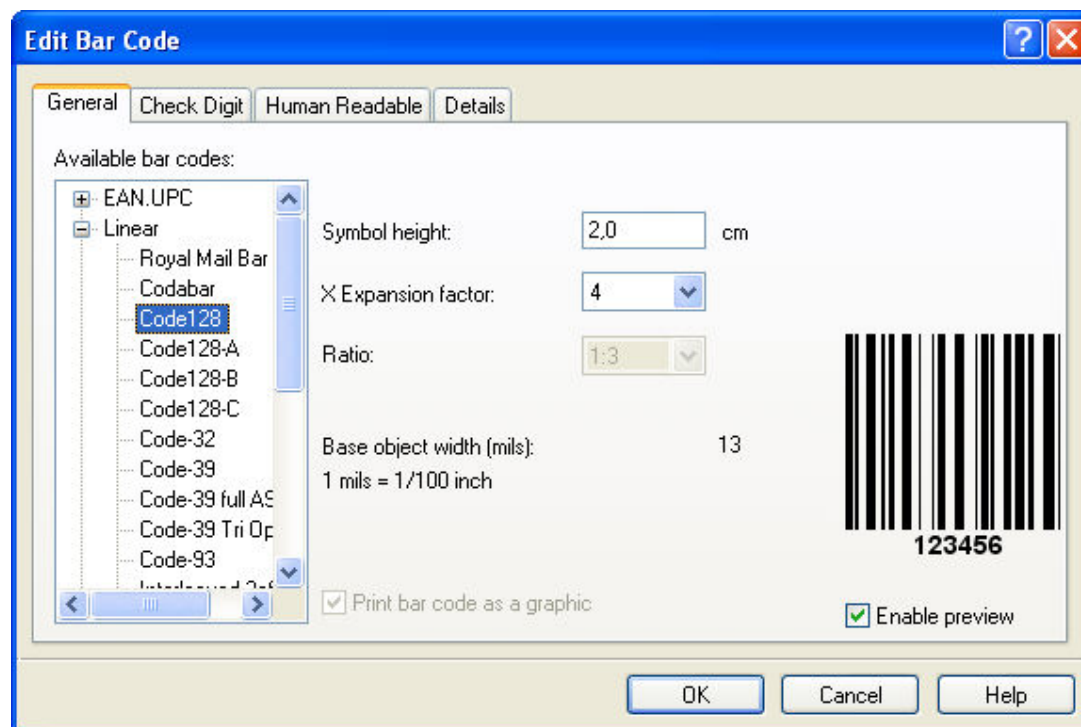 Edit Bar Code
General
Check Digit
Human Readable
Details
Available bar codes:
EAN.UPC
Linear
Royal Mail Bar
Codabar
Code128
Code128-A
Code128-B
Code128-C
Code-32
Code-39
Code-39 full AS
Code-39 Tri Op
Code-93
Symbol height:
2,0
cm
X Expansion factor:
4
Ratio:
1:3
Base object width (mils):
13
1 mils = 1/100 inch
Print bar code as a graphic
123456
Enable preview
OK
Cancel
Help